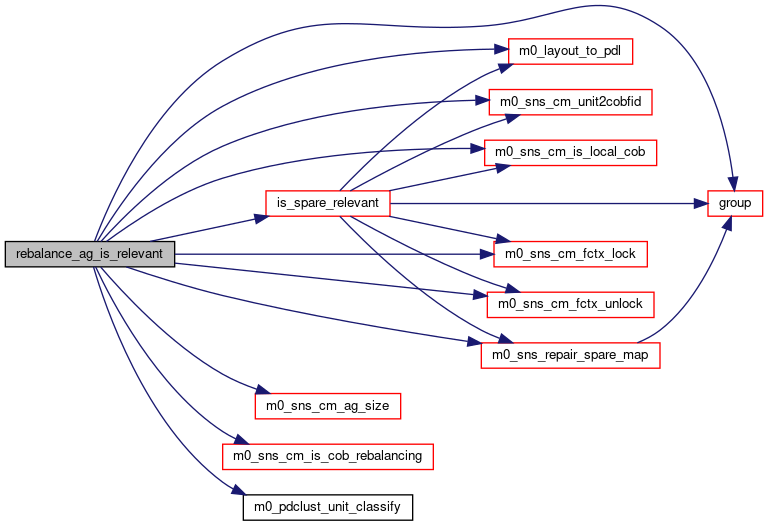 m0_layout_to_pdl
m0_sns_cm_unit2cobfid
m0_sns_cm_is_local_cob
is_spare_relevant
group
rebalance_ag_is_relevant
m0_sns_cm_fctx_lock
m0_sns_cm_fctx_unlock
m0_sns_repair_spare_map
m0_sns_cm_ag_size
m0_sns_cm_is_cob_rebalancing
m0_pdclust_unit_classify